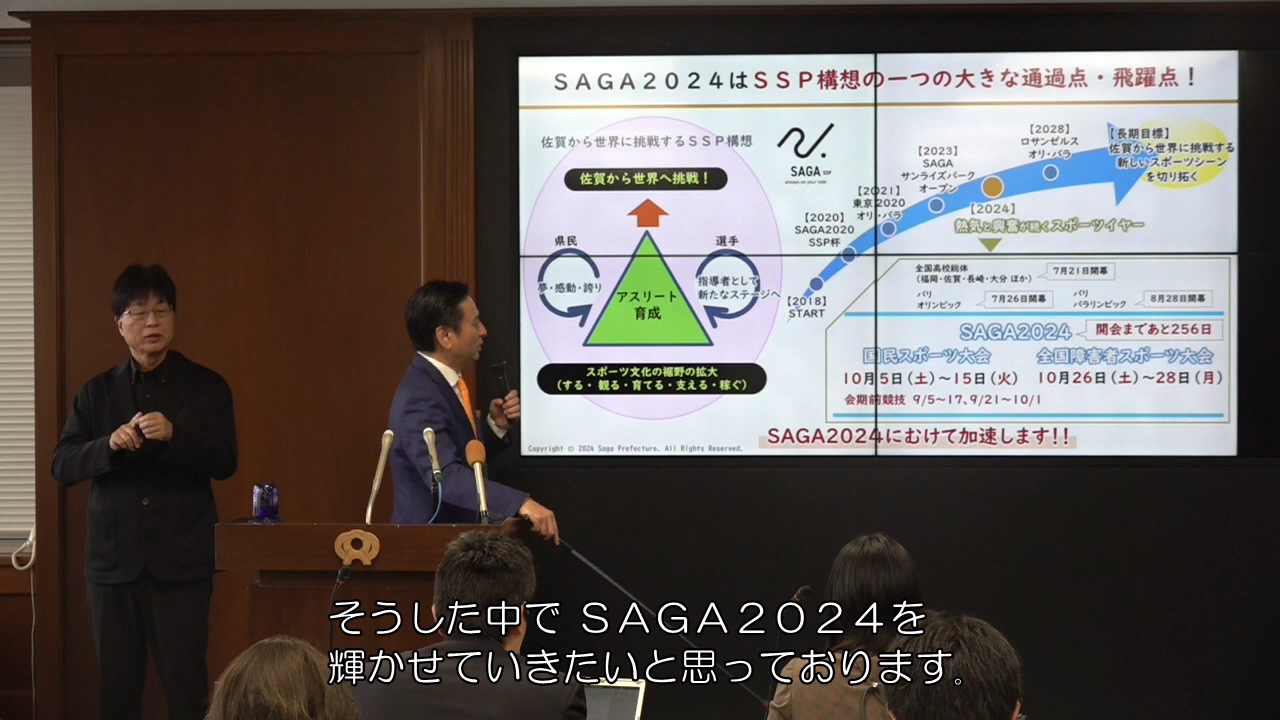 SAGA2024はSSP構想の一つの大きな通過点・飛躍点！
佐賀から世界に挑戦するSSP構想
佐賀から世界へ挑戦！
県民
夢・感動・誇り
選手
指導者として
新たなステージへ
アスリート
育成
スポーツ文化の裾野の拡大
（する・観る・育てる・支える・稼ぐ）
SAGA SSP
always on your side
【2018】
START
【2020】
SAGA2020
SSP杯
【2021】
東京2020
オリ・パラ
【2023】
SAGA
サンライズパーク
オープン
【2024】
熱気と興奮が続くスポーツイヤー
【2028】
ロサンゼルス
オリ・パラ
【長期目標】
佐賀から世界に挑戦する
新しいスポーツシーン
を切り拓く
全国高校総体
（福岡・佐賀・長崎・大分 ほか）
7月21日開幕
パリ
オリンピック
7月26日開幕
パリ
パラリンピック
8月28日開幕
SAGA2024
開会まであと256日
国民スポーツ大会
10月5日（土）～15日（火）
全国障害者スポーツ大会
10月26日（土）～28日（月）
会期前競技 9/5～17、9/21～10/1
SAGA2024にむけて加速します!!
Copyright © 2024 Saga Prefecture. All Rights Reserved.
そうした中で SAGA2024を
輝かせていきたいと思っております。